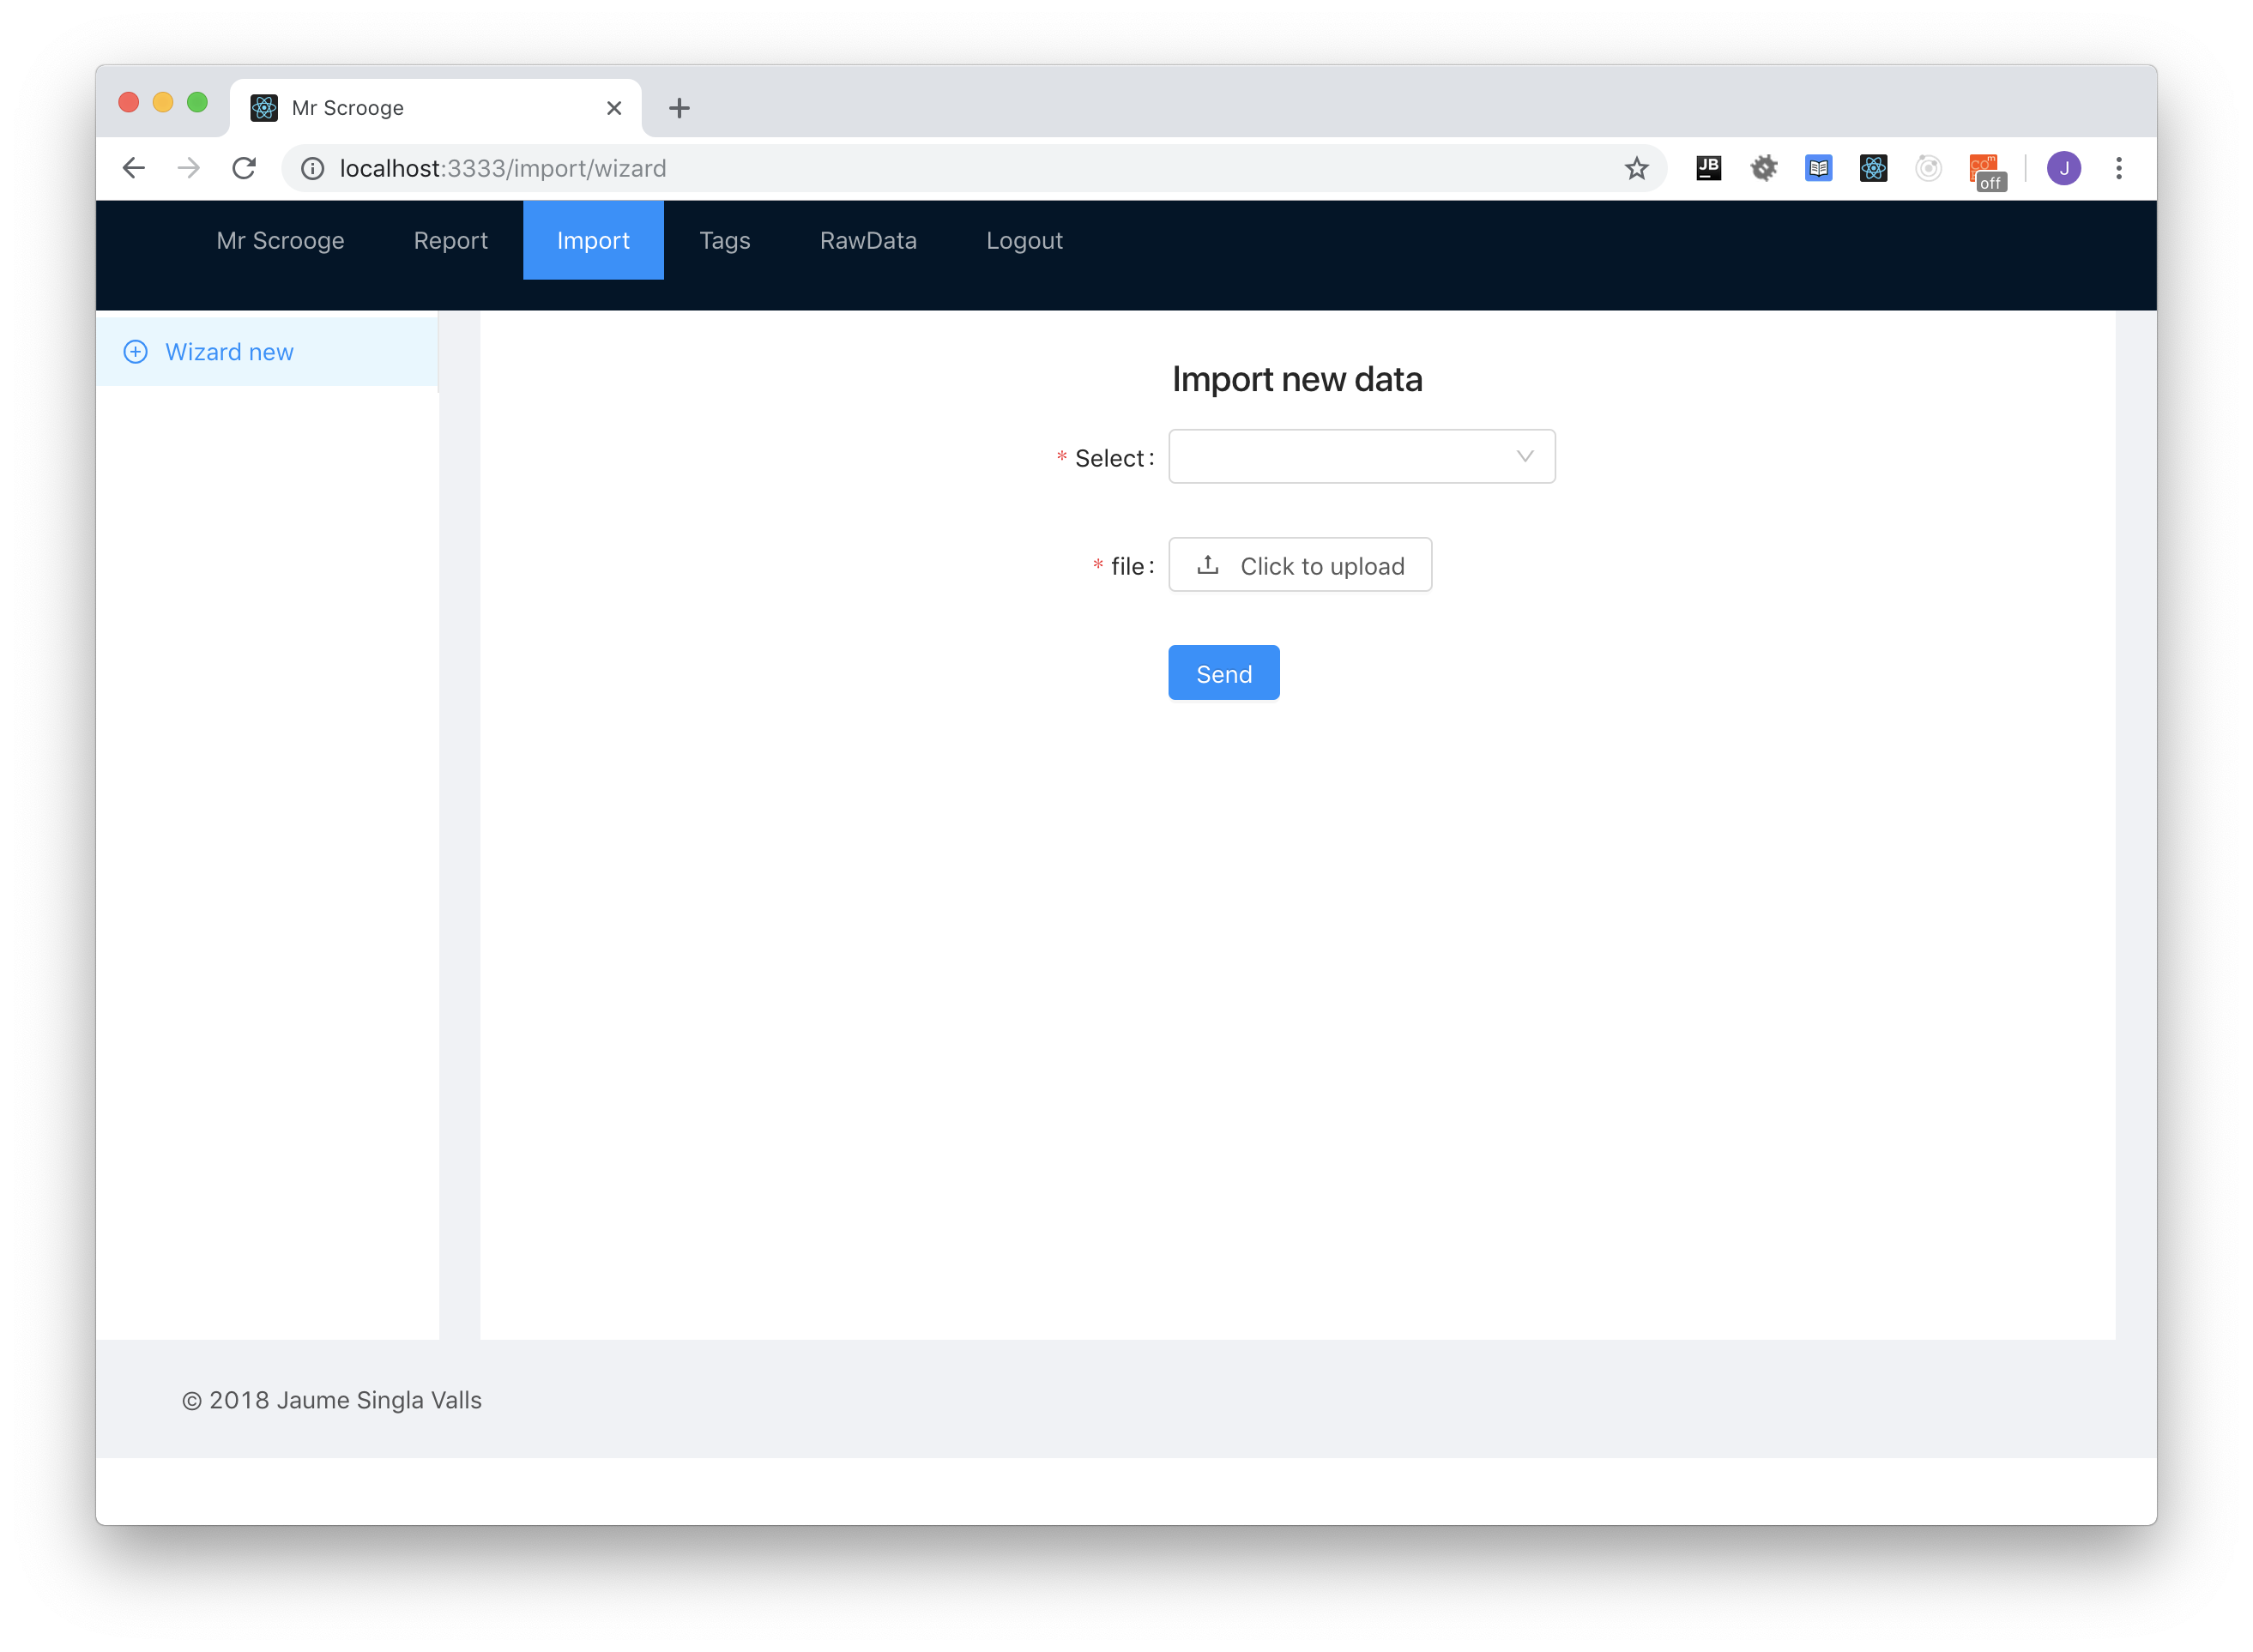 Mr Scrooge
localhost:3333/import/wizard
JB
com
off
J
Mr Scrooge Report Import Tags RawData Logout
Wizard new
Import new data
* Select:
* file: Click to upload
Send
© 2018 Jaume Singla Valls